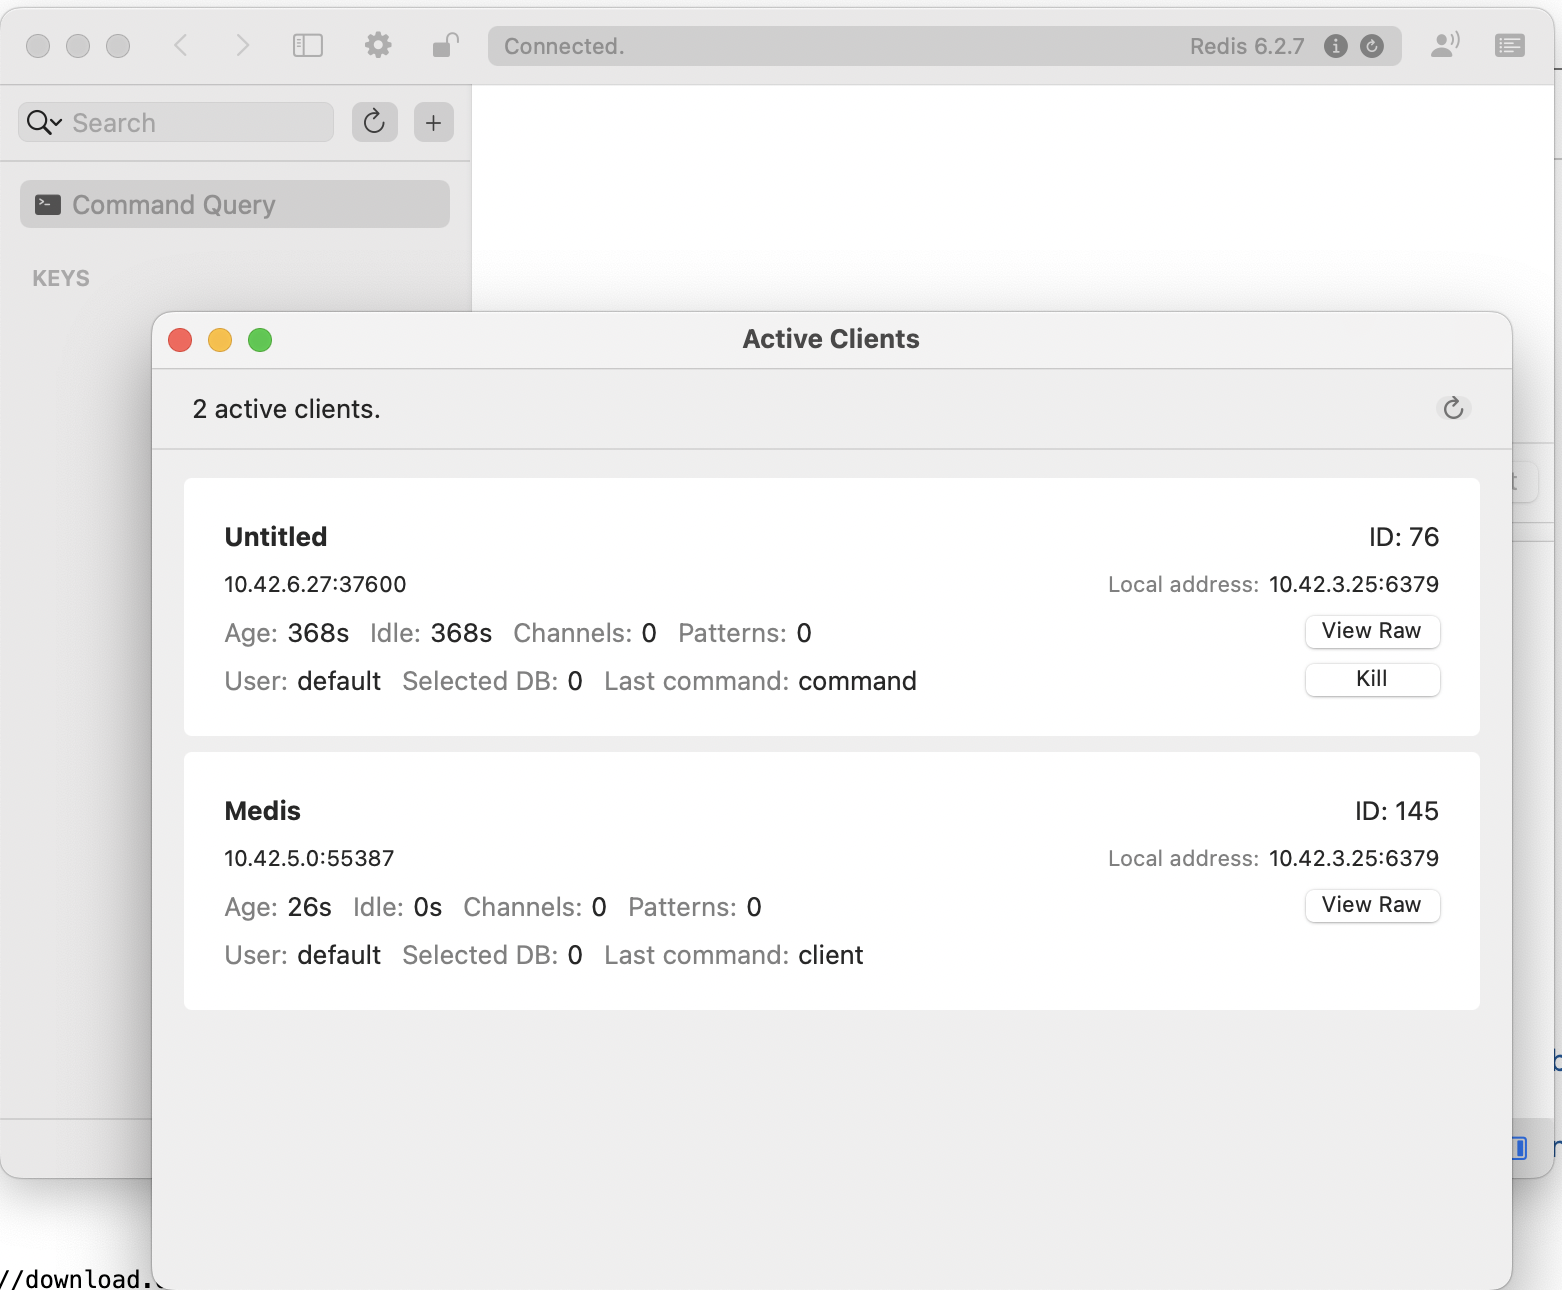 Connected. Redis 6.2.7
Search
Command Query
KEYS
Active Clients
2 active clients.
Untitled ID: 76
10.42.6.27:37600 Local address: 10.42.3.25:6379
Age: 368s Idle: 368s Channels: 0 Patterns: 0 View Raw
User: default Selected DB: 0 Last command: command Kill
Medis ID: 145
10.42.5.0:55387 Local address: 10.42.3.25:6379
Age: 26s Idle: 0s Channels: 0 Patterns: 0 View Raw
User: default Selected DB: 0 Last command: client
//download.